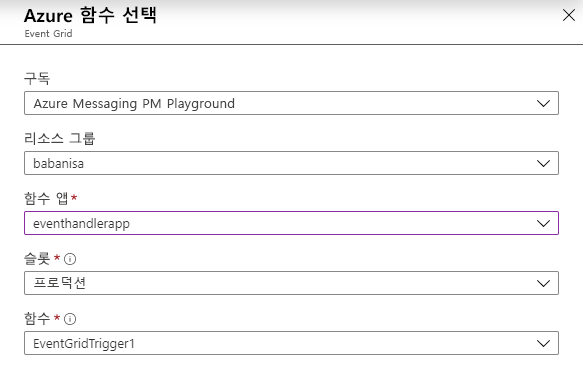 Azure 함수 선택
Event Grid
구독
Azure Messaging PM Playground
리소스 그룹
babanisa
함수 앱*
eventhandlerapp
슬롯*
프로덕션
함수*
EventGridTrigger1